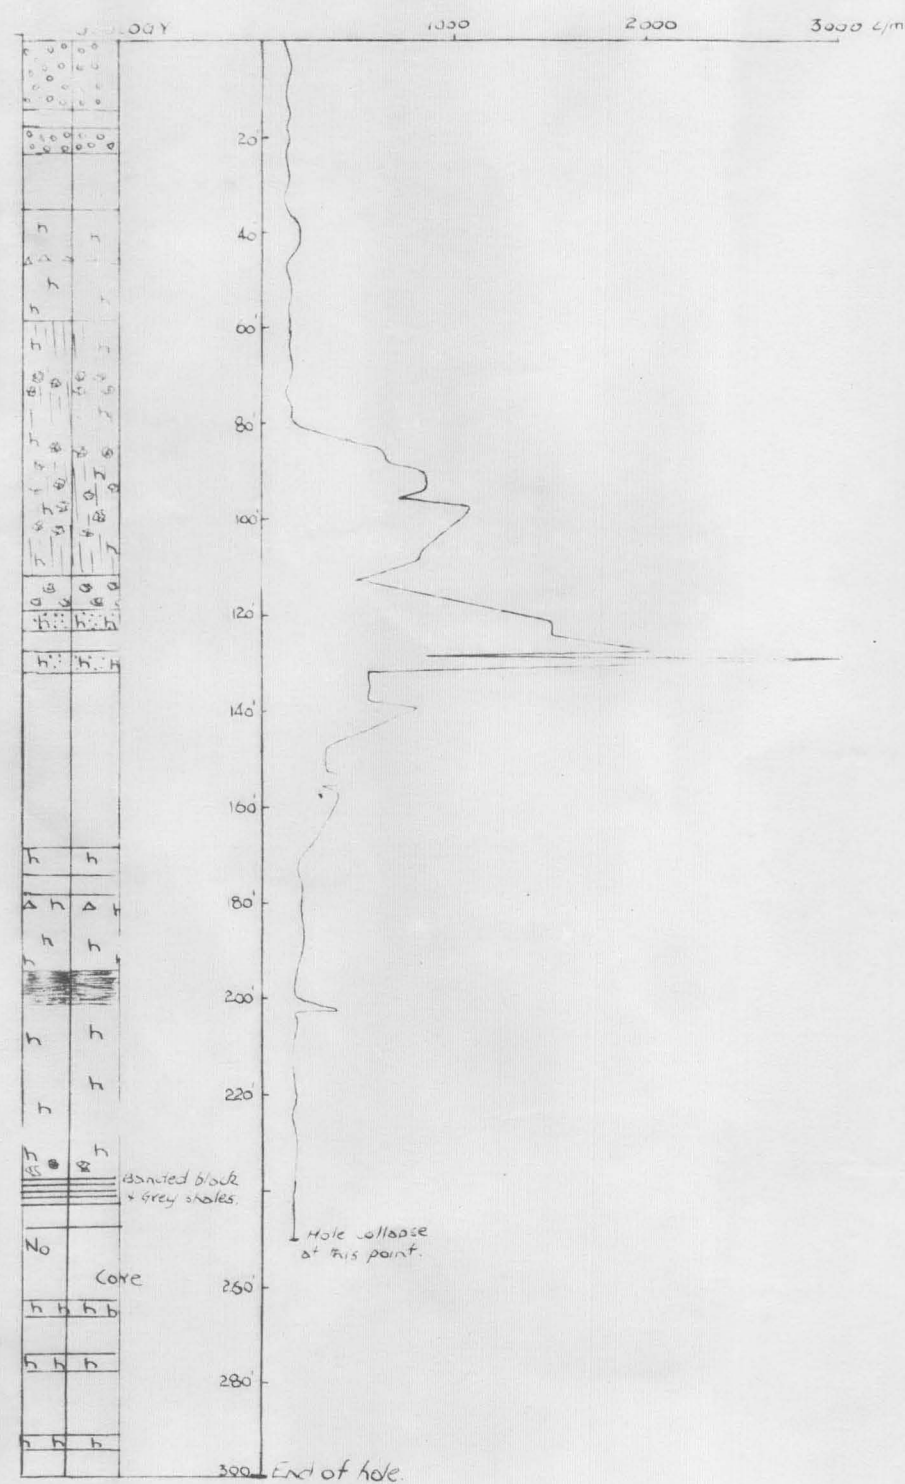 GEOLOGY
1000 2000 3000 c/m
20'
40
60'
80'
100'
120'
140'
160'
180'
200'
220'
Banded black
+ Grey shales.
Hole collapse
at this point.
No
Core
260'
280'
300 End of hole.